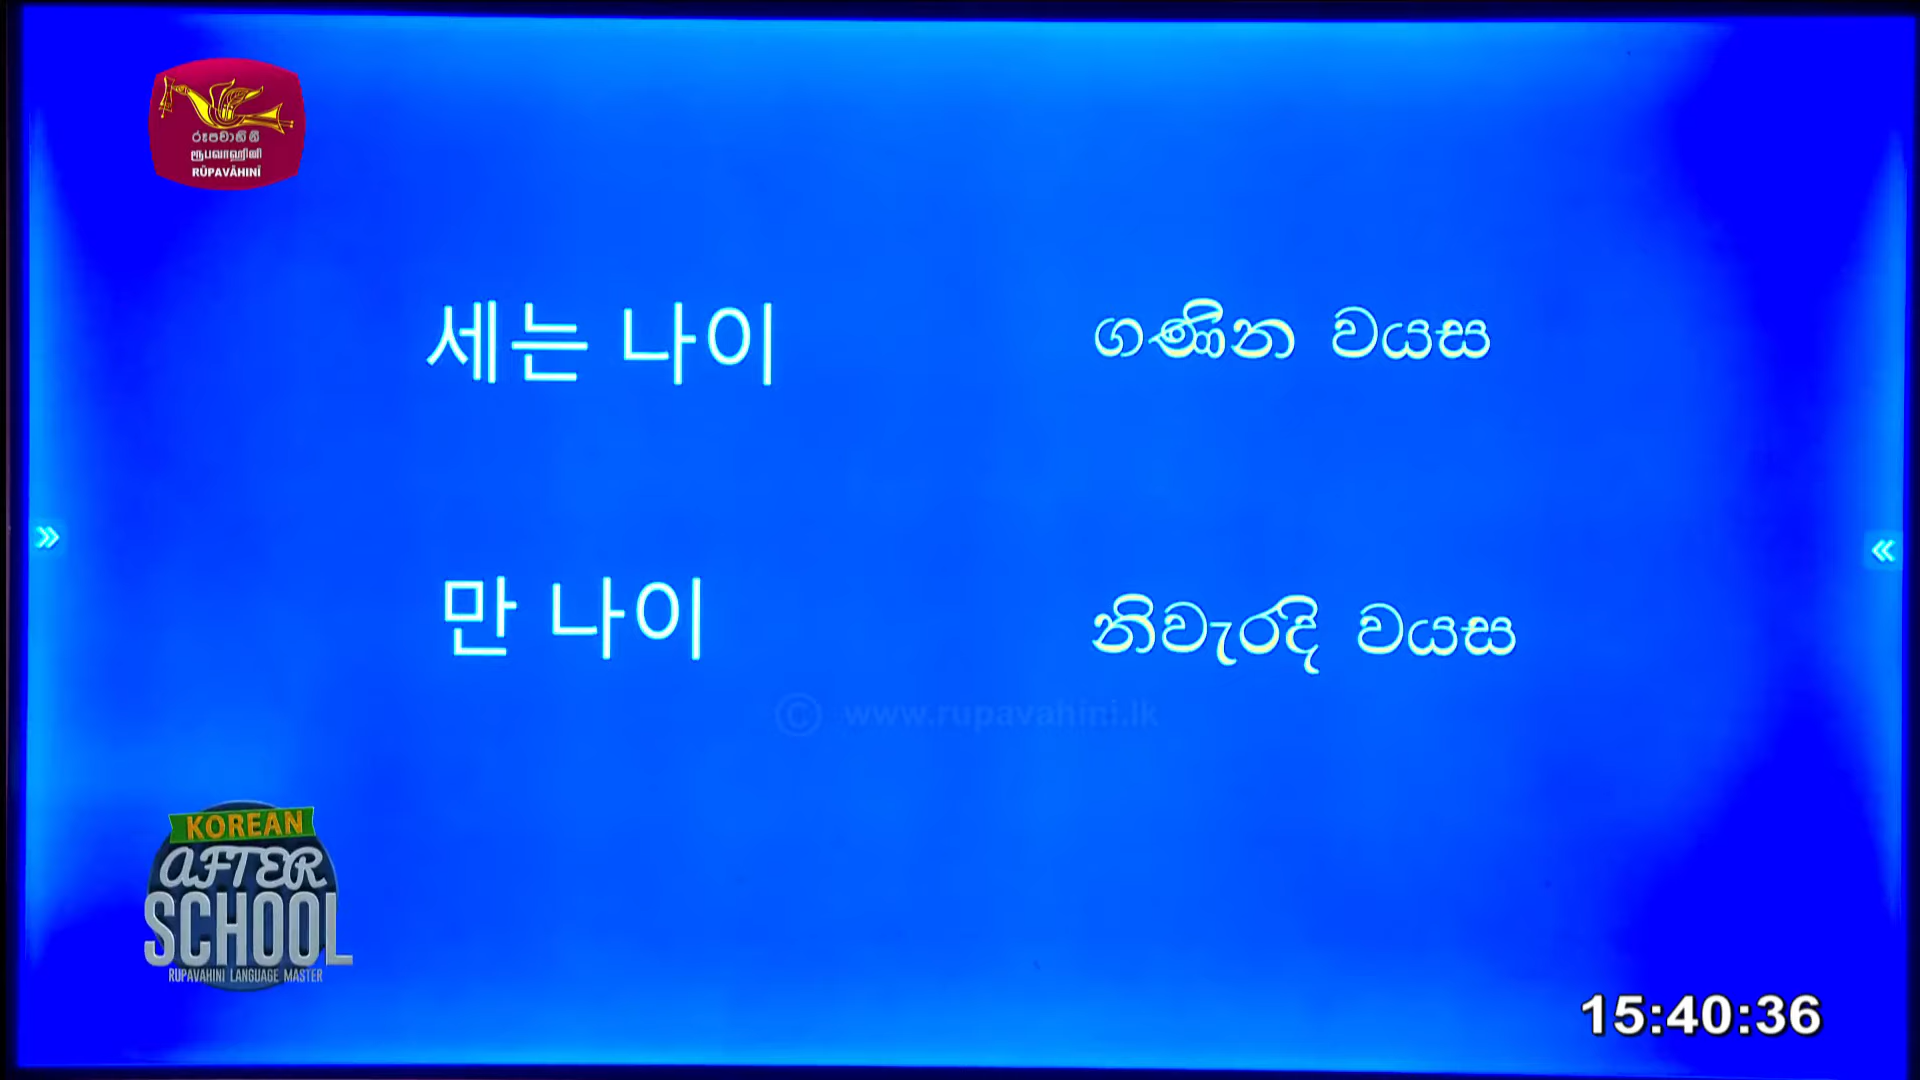 රූපවාහිනී
ரூபவாஹினி
RŪPAVĀHINĪ
세는 나이 ගණින වයස
만 나이 නිවැරදි වයස
© www.rupavahini.lk
KOREAN
AFTER
SCHOOL
RUPAVAHINI LANGUAGE MASTER
15:40:36